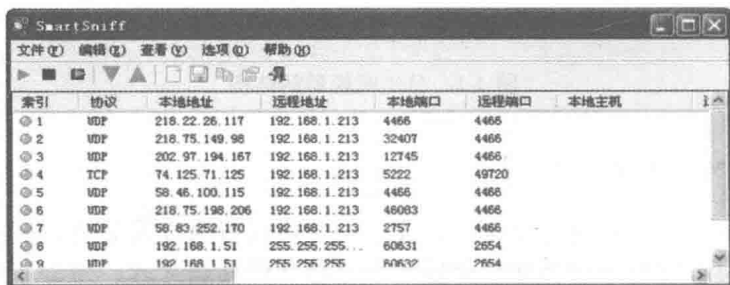 SmartSniff
文件(F) 编辑(E) 查看(V) 选项(O) 帮助(H)
索引 协议 本地地址 远程地址 本地端口 远程端口 本地主机
1 UDP 218.22.26.117 192.168.1.213 4466 4466
2 UDP 218.75.149.98 192.168.1.213 32407 4466
3 UDP 202.97.194.167 192.168.1.213 12745 4466
4 TCP 74.125.71.125 192.168.1.213 5222 49720
5 UDP 58.46.100.115 192.168.1.213 4466 4466
6 UDP 218.75.198.206 192.168.1.213 46083 4466
7 UDP 58.83.252.170 192.168.1.213 2757 4466
8 UDP 192.168.1.51 255.255.255... 60631 2654
9 UDP 192.168.1.51 255.255.255 60632 2654